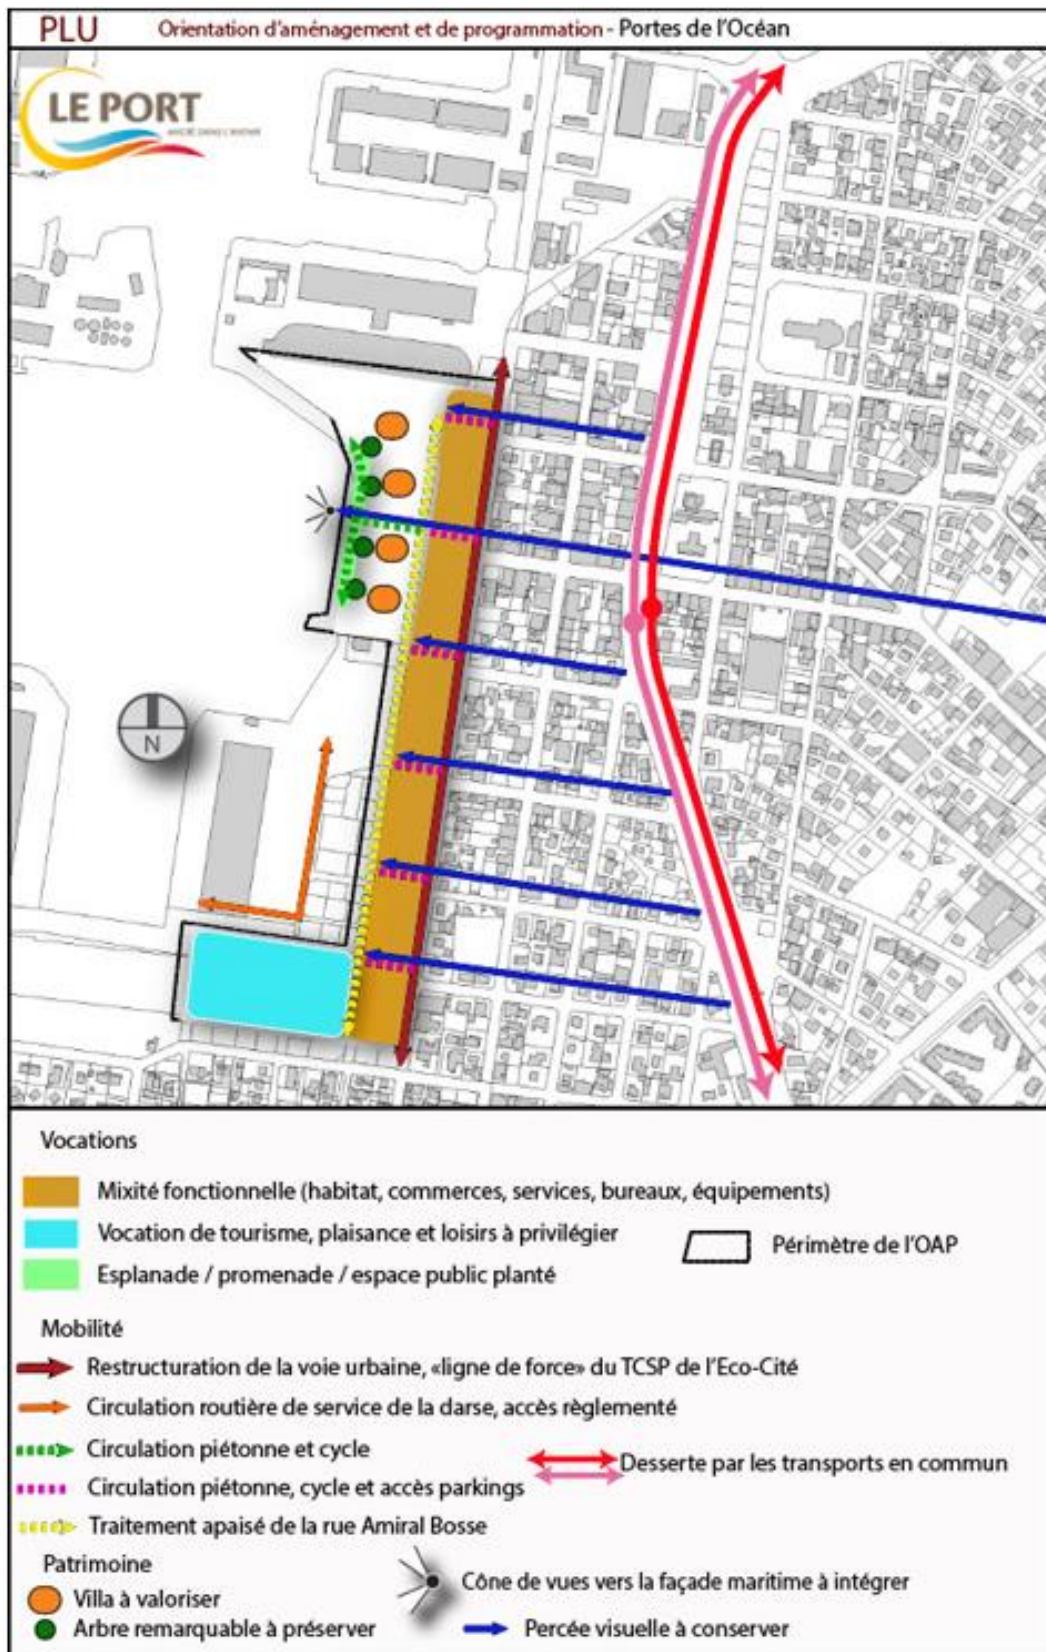 PLU Orientation d'aménagement et de programmation - Portes de l'Océan
LE PORT
N
Vocations
Mixité fonctionnelle (habitat, commerces, services, bureaux, équipements)
Vocation de tourisme, plaisance et loisirs à privilégier
Périmètre de l'OAP
Esplanade / promenade / espace public planté
Mobilité
Restructuration de la voie urbaine, «ligne de force» du TCSP de l'Eco-Cité
Circulation routière de service de la darse, accès règlementé
Circulation piétonne et cycle
Desserte par les transports en commun
Circulation piétonne, cycle et accès parkings
Traitement apaisé de la rue Amiral Bosse
Patrimoine
Villa à valoriser
Cône de vues vers la façade maritime à intégrer
Arbre remarquable à préserver
Percée visuelle à conserver